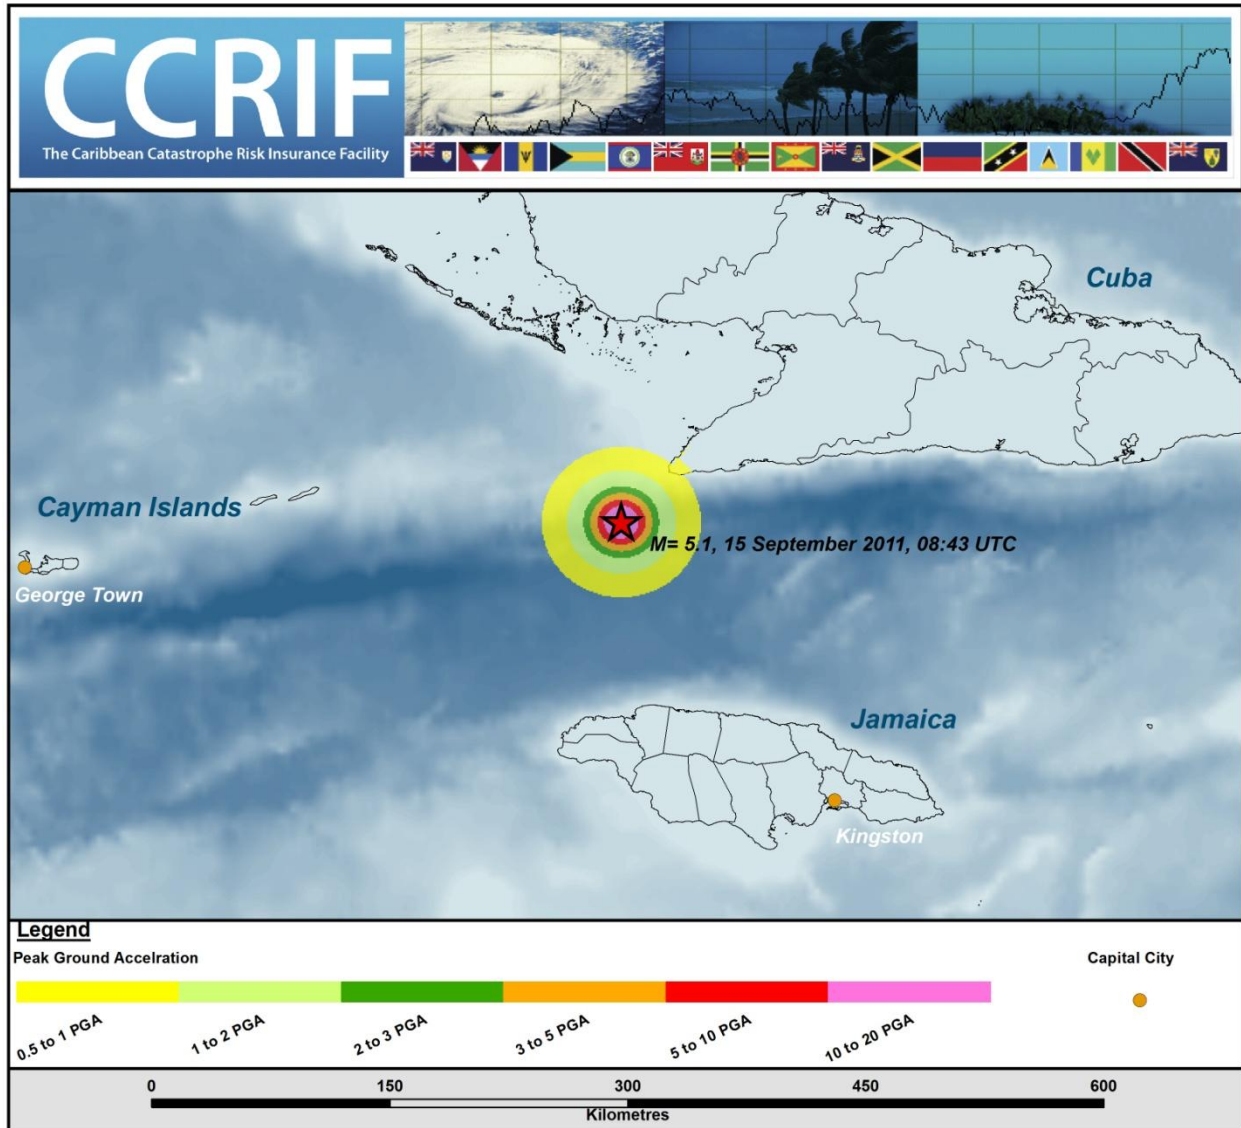 CCRIF
The Caribbean Catastrophe Risk Insurance Facility
Cuba
Cayman Islands
M= 5.1, 15 September 2011, 08:43 UTC
George Town
Jamaica
Kingston
Legend
Peak Ground Accelration
Capital City
0.5 to 1 PGA
1 to 2 PGA
2 to 3 PGA
3 to 5 PGA
5 to 10 PGA
10 to 20 PGA
0 150 300 450 600
Kilometres